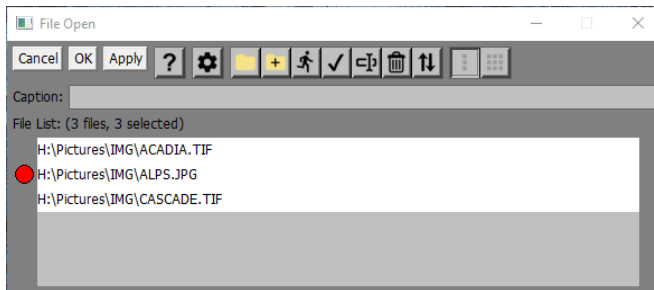 File Open
Cancel OK Apply ?
Caption:
File List: (3 files, 3 selected)
H:\Pictures\IMG\ACADIA.TIF
H:\Pictures\IMG\ALPS.JPG
H:\Pictures\IMG\CASCADE.TIF